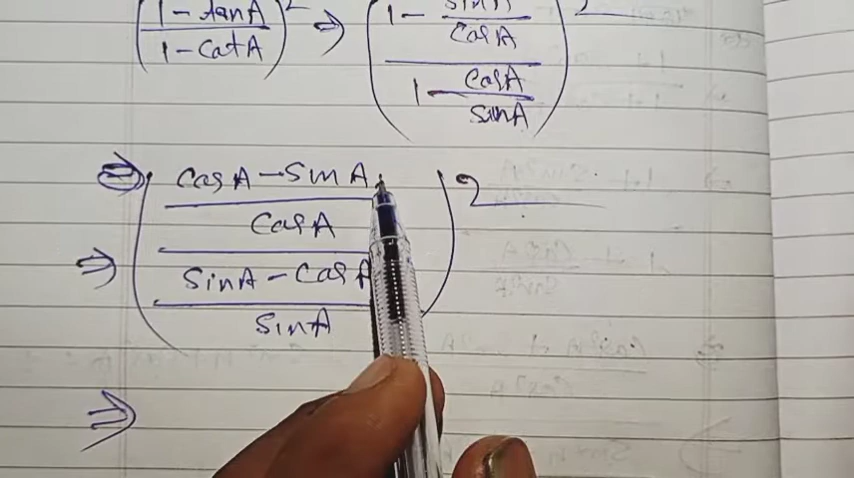 (1 - tanA / 1 - CotA)^2 ⇒ (1 - sinA / CosA
1 - CosA / SinA)^2
⇒ (CosA - SinA / CosA)^2
⇒ SinA - CosA / SinA
⇒